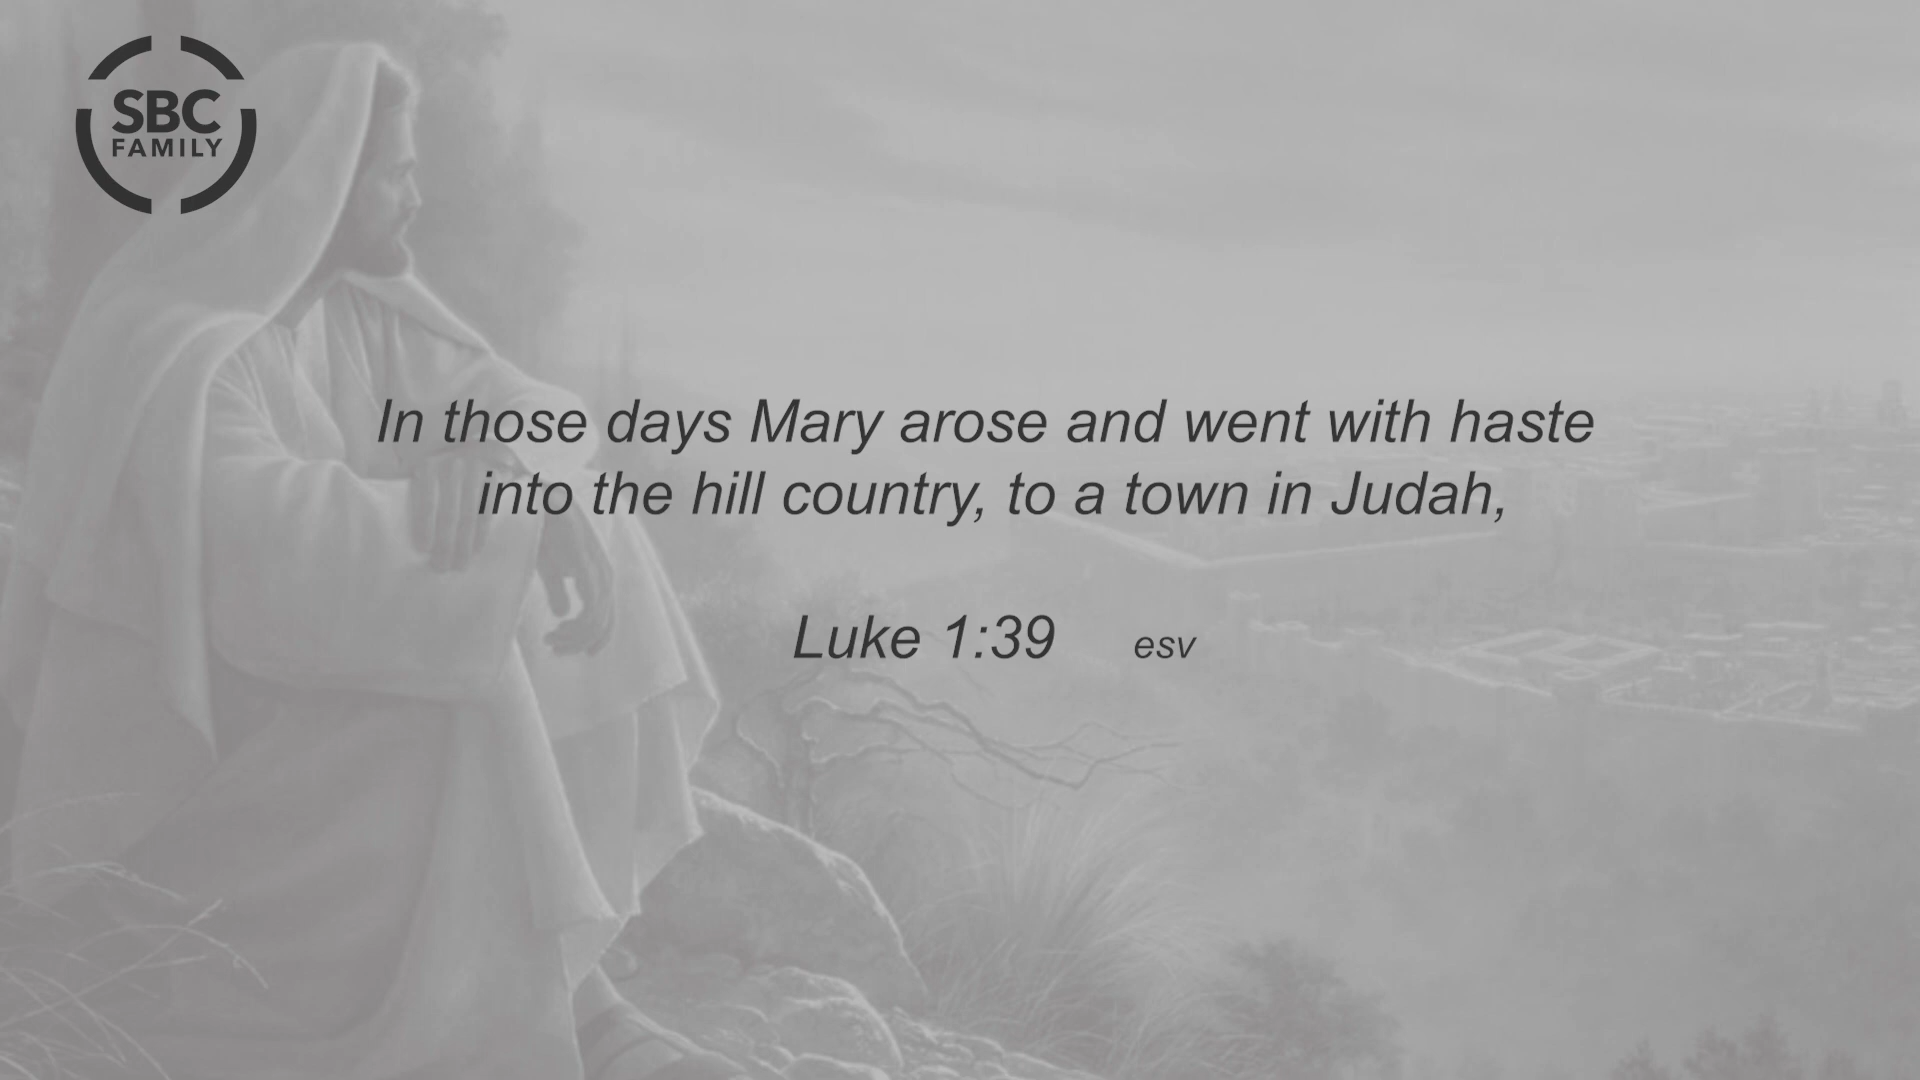 SBC
FAMILY
In those days Mary arose and went with haste
into the hill country, to a town in Judah,
Luke 1:39 esv